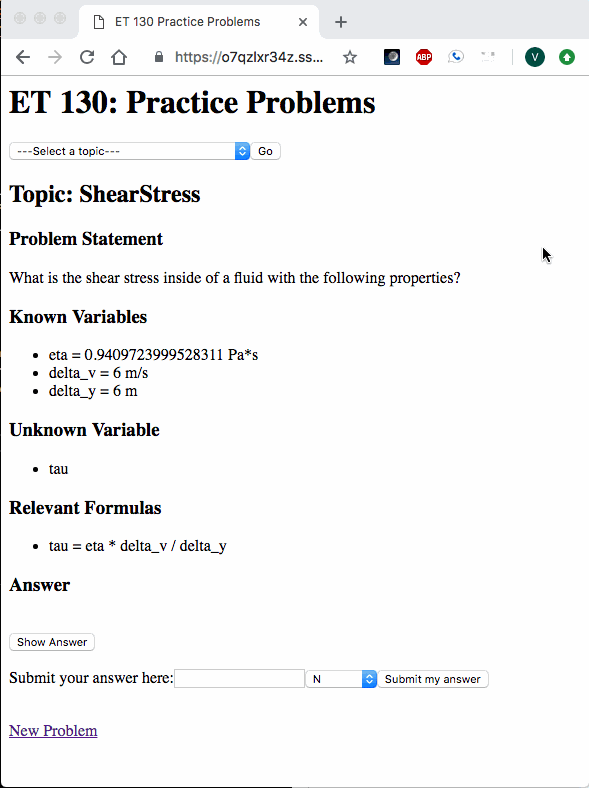 ET 130 Practice Problems
https://o7qzlxr34z.ss...
ABP
V
ET 130: Practice Problems
---Select a topic---
Go
Topic: ShearStress
Problem Statement
What is the shear stress inside of a fluid with the following properties?
Known Variables
eta = 0.9409723999528311 Pa*s
delta_v = 6 m/s
delta_y = 6 m
Unknown Variable
tau
Relevant Formulas
tau = eta * delta_v / delta_y
Answer
Show Answer
Submit your answer here: N Submit my answer
New Problem